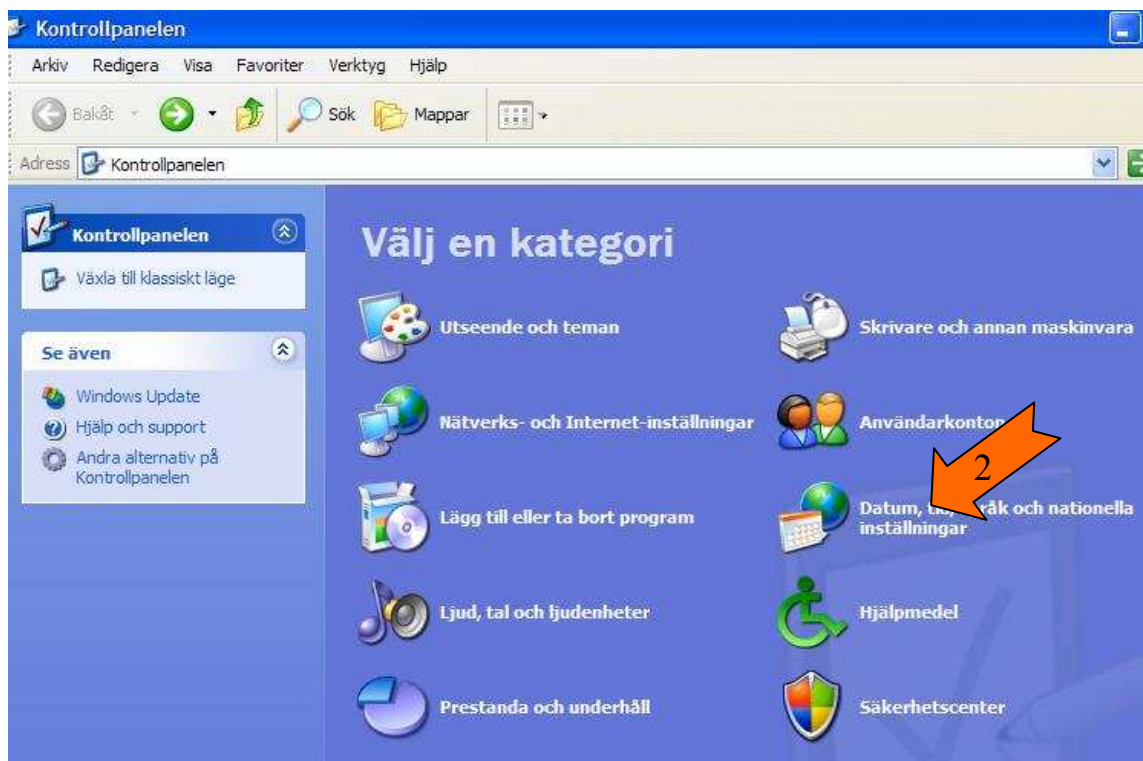 Kontrollpanelen
Arkiv Redigera Visa Favoriter Verktyg Hjälp
Bakåt Sök Mappar
Adress Kontrollpanelen
Kontrollpanelen
Växla till klassiskt läge
Se även
Windows Update
Hjälp och support
Andra alternativ på
Kontrollpanelen
Välj en kategori
Utseende och teman
Skrivare och annan maskinvara
Nätverks- och Internet-inställningar
Användarkonton
2
Lägg till eller ta bort program
Datum, och nationella
inställningar
Ljud, tal och ljudenheter
Hjälpmedel
Prestanda och underhåll
Säkerhetscenter